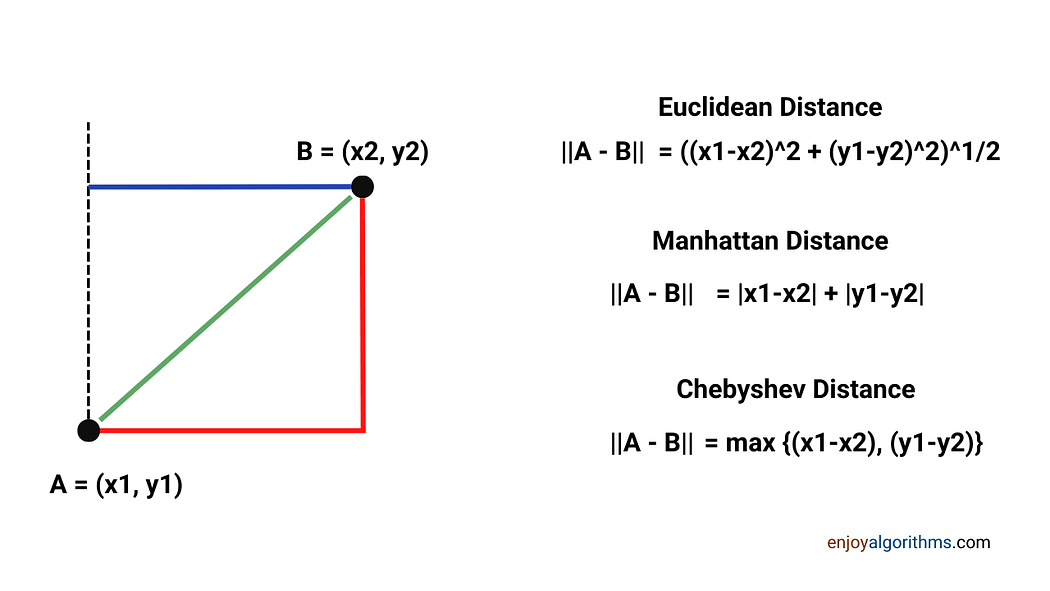 B = (x2, y2)
A = (x1, y1)
Euclidean Distance
||A - B|| = ((x1-x2)^2 + (y1-y2)^2)^1/2
Manhattan Distance
||A - B|| = |x1-x2| + |y1-y2|
Chebyshev Distance
||A - B|| = max {(x1-x2), (y1-y2)}
enjoyalgorithms.com